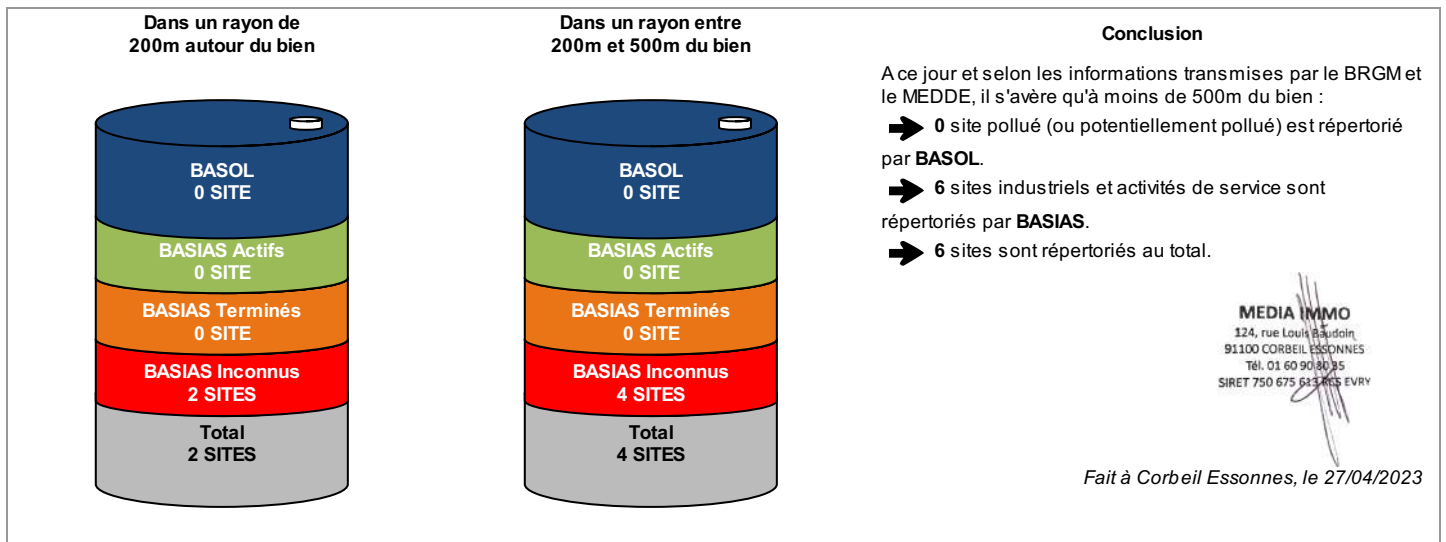 Dans un rayon de
200m autour du bien
BASOL
0 SITE
BASIAS Actifs
0 SITE
BASIAS Terminés
0 SITE
BASIAS Inconnus
2 SITES
Total
2 SITES
Dans un rayon entre
200m et 500m du bien
BASOL
0 SITE
BASIAS Actifs
0 SITE
BASIAS Terminés
0 SITE
BASIAS Inconnus
4 SITES
Total
4 SITES
Conclusion
A ce jour et selon les informations transmises par le BRGM et
le MEDDE, il s'avère qu'à moins de 500m du bien :
0 site pollué (ou potentiellement pollué) est répertorié
par BASOL.
6 sites industriels et activités de service sont
répertoriés par BASIAS.
6 sites sont répertoriés au total.
MEDIA IMMO
124, rue Louis Baudoin
91100 CORBEIL ESSONNES
Tél. 01 60 90 80 85
SIRET 750 675 613 RCS EVRY
Fait à Corbeil Essonnes, le 27/04/2023